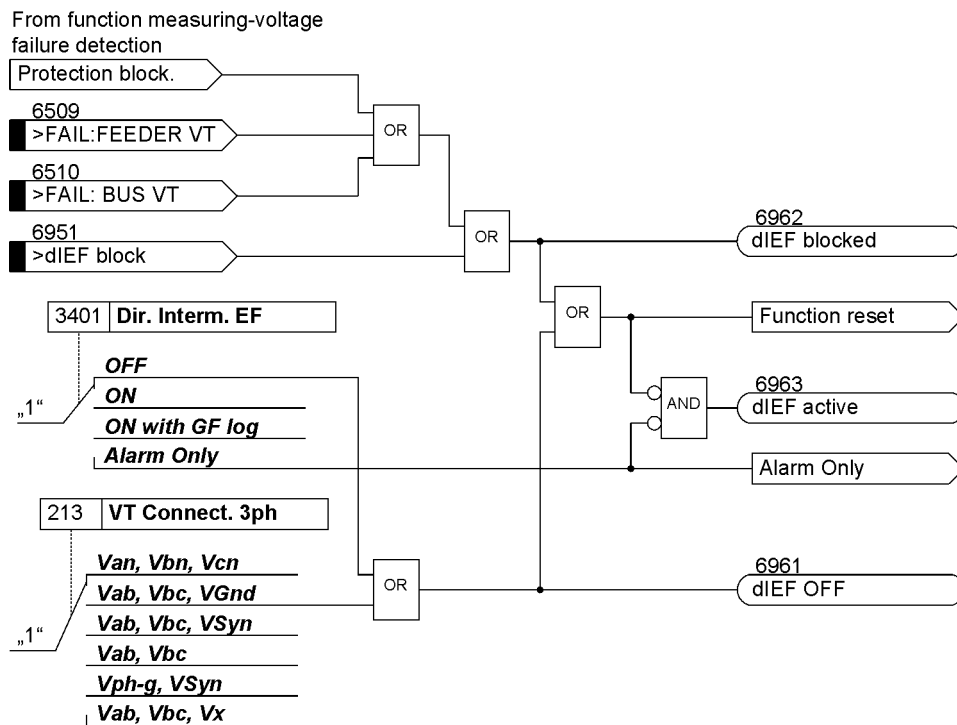 From function measuring-voltage
failure detection
Protection block.
6509
>FAIL:FEEDER VT
OR
6510
>FAIL: BUS VT
6951
>dIEF block
OR
6962
dIEF blocked
3401 Dir. Interm. EF
OR
Function reset
OFF
ON
„1“
ON with GF log
Alarm Only
AND
6963
dIEF active
Alarm Only
213 VT Connect. 3ph
Van, Vbn, Vcn
Vab, Vbc, VGnd
OR
6961
dIEF OFF
Vab, Vbc, VSyn
„1“
Vab, Vbc
Vph-g, VSyn
Vab, Vbc, Vx